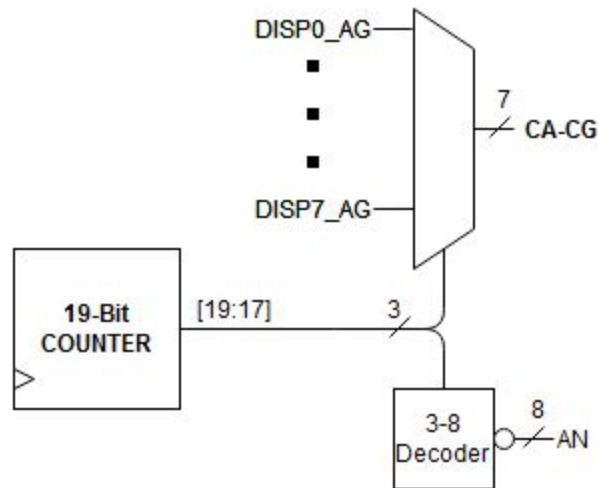 DISP0_AG
7
CA-CG
DISP7_AG
19-Bit
COUNTER
[19:17]
3
3-8
Decoder
8
AN